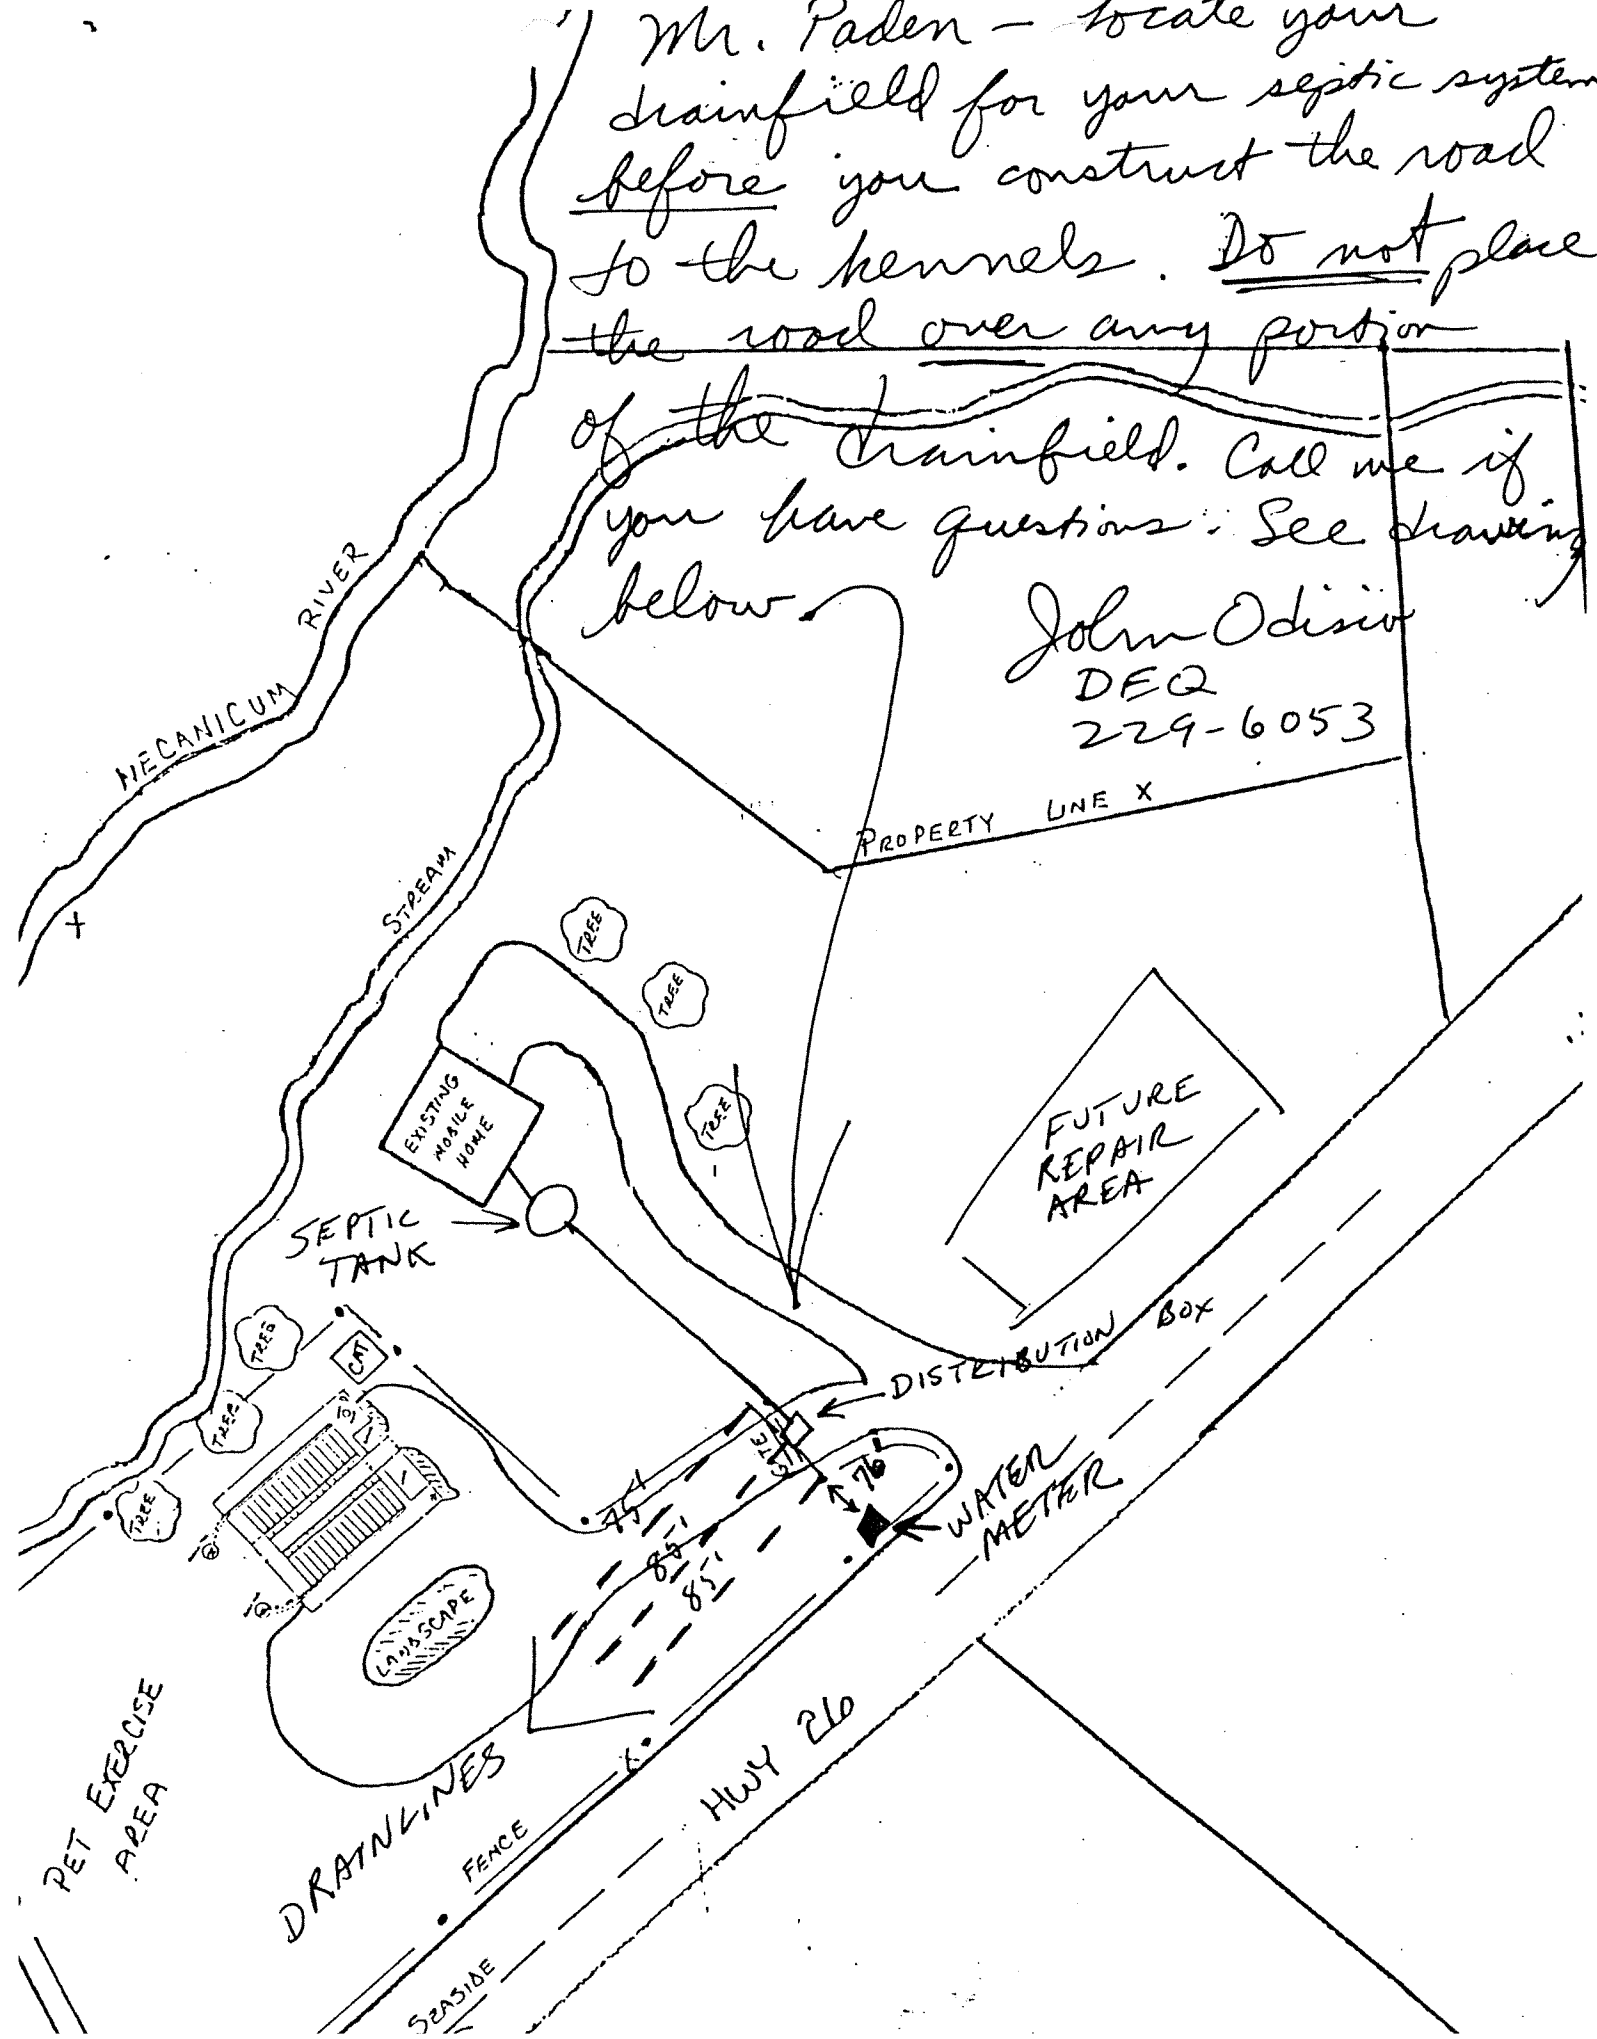 Mr. Paden - Locate your
drainfield for your septic system
before you construct the road
to the kennels. Do not place
the road over any portion
of the drainfield. Call me if
you have questions. See drawing
below.
John Odisio
DEQ
229-6053
NECANICUM RIVER
STREAM
PROPERTY LINE X
X
TREE
TREE
TREE
EXISTING
MOBILE
HOME
FUTURE
REPAIR
AREA
SEPTIC
TANK
DISTRIBUTION BOX
TREE
CAT
TREE
TREE
GATE
76'
WATER
METER
75'
85'
85'
LANDSCAPE
PET EXERCISE
AREA
DRAINLINES
FENCE
X
HWY 26
SEASIDE